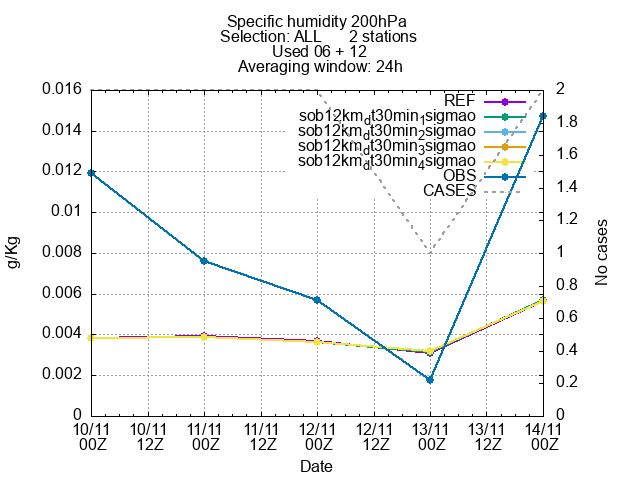 Specific humidity 200hPa
Selection: ALL 2 stations
Used 06 + 12
Averaging window: 24h
REF
sob12km_dt30min_1sigmao
sob12km_dt30min_2sigmao
sob12km_dt30min_3sigmao
sob12km_dt30min_4sigmao
OBS
CASES
g/Kg
0.016
0.014
0.012
0.01
0.008
0.006
0.004
0.002
0
No cases
2
1.8
1.6
1.4
1.2
1
0.8
0.6
0.4
0.2
0
10/11 10/11 11/11 11/11 12/11 12/11 13/11 13/11 14/11
00Z 12Z 00Z 12Z 00Z 12Z 00Z 12Z 00Z
Date